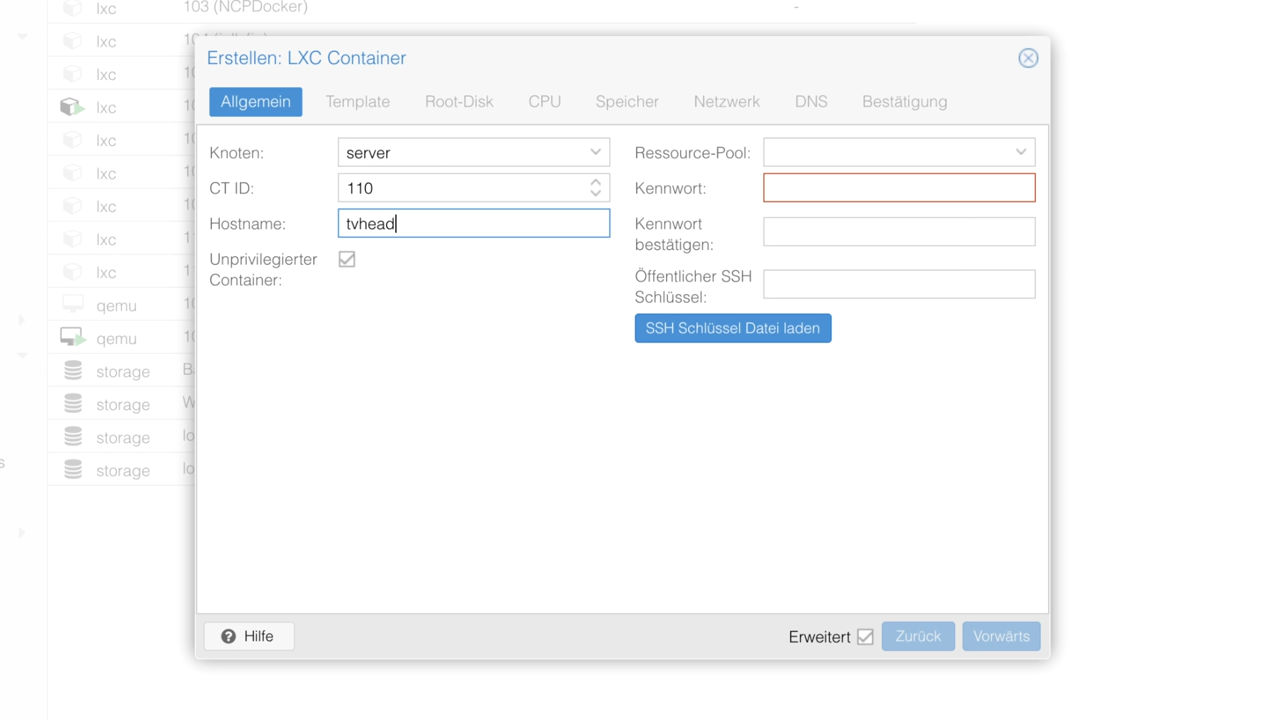 lxc 103 (NCPDocker) -
lxc
lxc
lxc
lxc
lxc
lxc
lxc
lxc
qemu
qemu
storage
storage
storage
storage
Erstellen: LXC Container
Allgemein Template Root-Disk CPU Speicher Netzwerk DNS Bestätigung
Knoten: server
CT ID: 110
Hostname: tvhead
Unprivilegierter
Container:
Ressource-Pool:
Kennwort:
Kennwort
bestätigen:
Öffentlicher SSH
Schlüssel:
SSH Schlüssel Datei laden
Hilfe
Erweitert Zurück Vorwärts